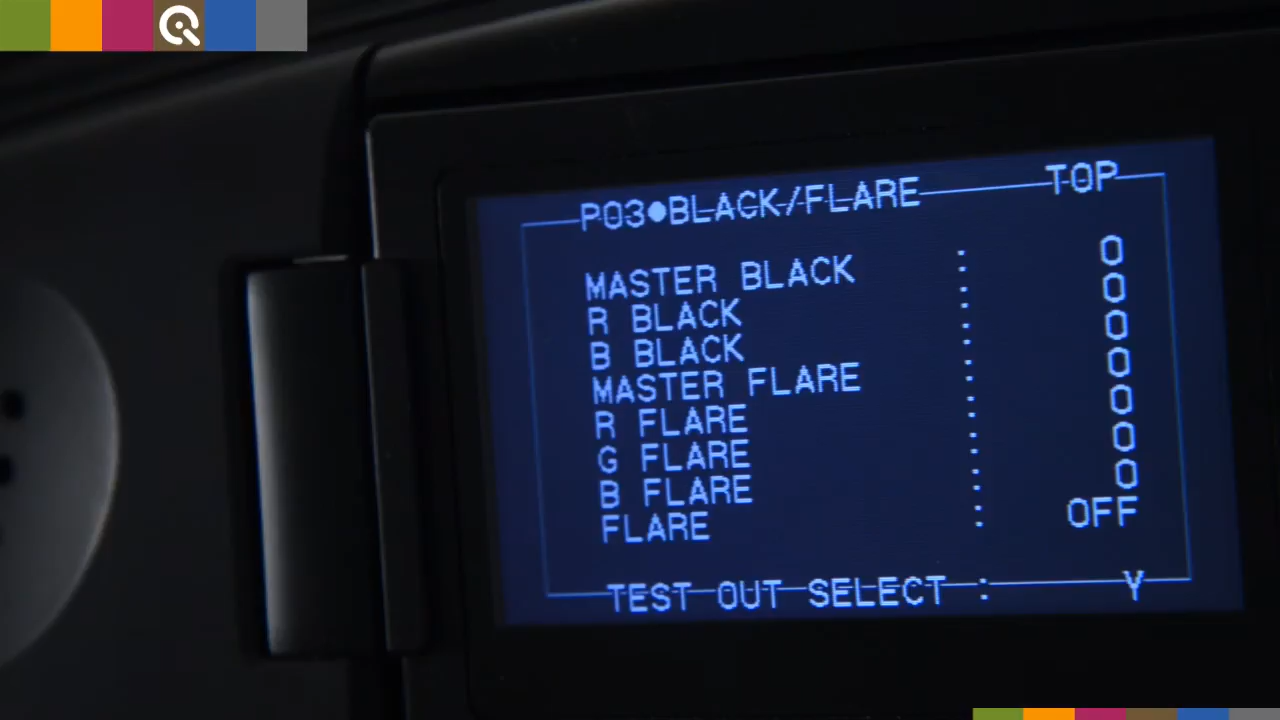 P03●BLACK/FLARE TOP
MASTER BLACK : 0
R BLACK : 0
B BLACK : 0
MASTER FLARE : 0
R FLARE : 0
G FLARE : 0
B FLARE : 0
FLARE : OFF
TEST OUT SELECT : Y